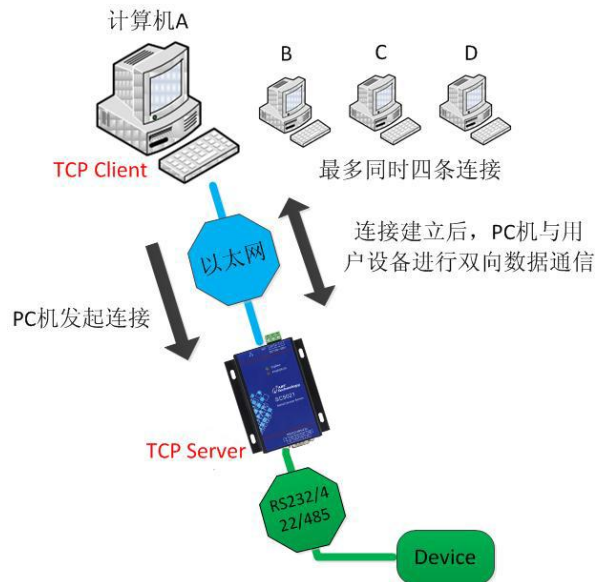 计算机A
B
C
D
TCP Client
最多同时四条连接
以太网
连接建立后，PC机与用
户设备进行双向数据通信
PC机发起连接
TCP Server
RS232/4
22/485
Device